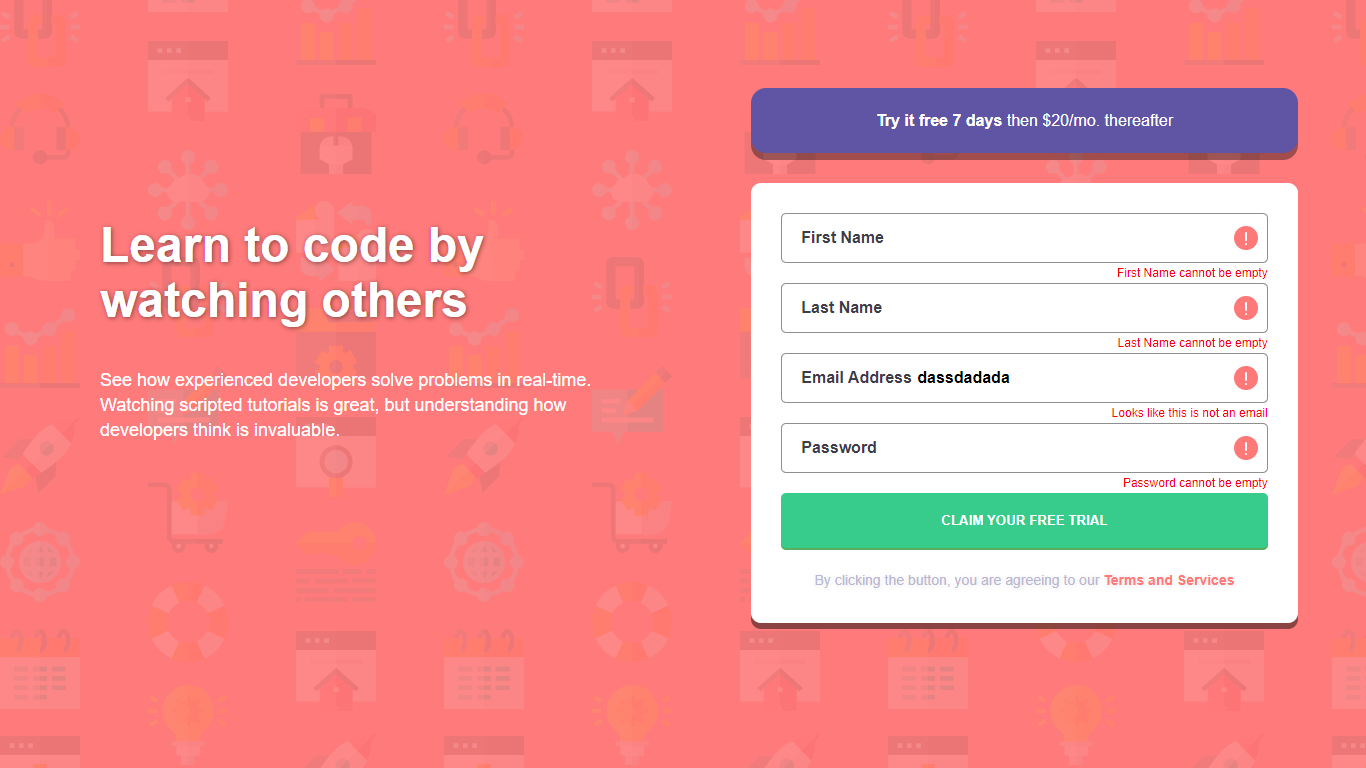 Learn to code by
watching others
See how experienced developers solve problems in real-time.
Watching scripted tutorials is great, but understanding how
developers think is invaluable.
Try it free 7 days then $20/mo. thereafter
First Name
First Name cannot be empty
Last Name
Last Name cannot be empty
Email Address dassdadada
Looks like this is not an email
Password
Password cannot be empty
CLAIM YOUR FREE TRIAL
By clicking the button, you are agreeing to our Terms and Services